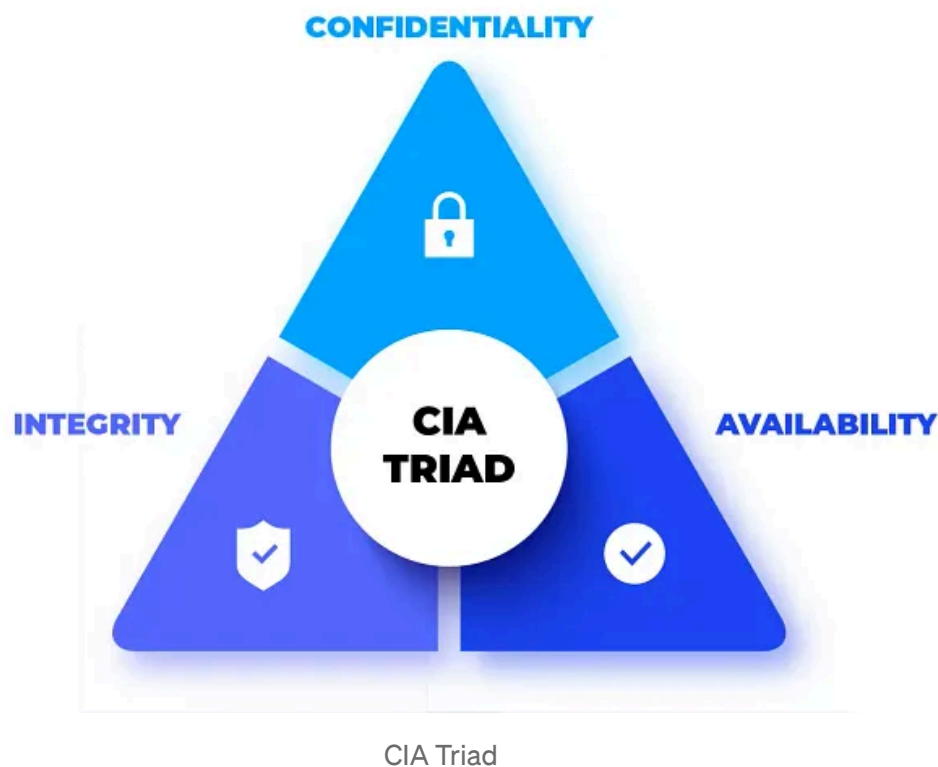 CONFIDENTIALITY
INTEGRITY
CIA
TRIAD
AVAILABILITY
CIA Triad